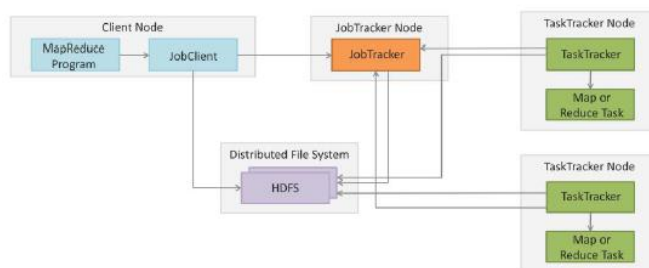 Client Node
MapReduce
Program
JobClient
JobTracker Node
JobTracker
TaskTracker Node
TaskTracker
Map or
Reduce Task
Distributed File System
HDFS
TaskTracker Node
TaskTracker
Map or
Reduce Task